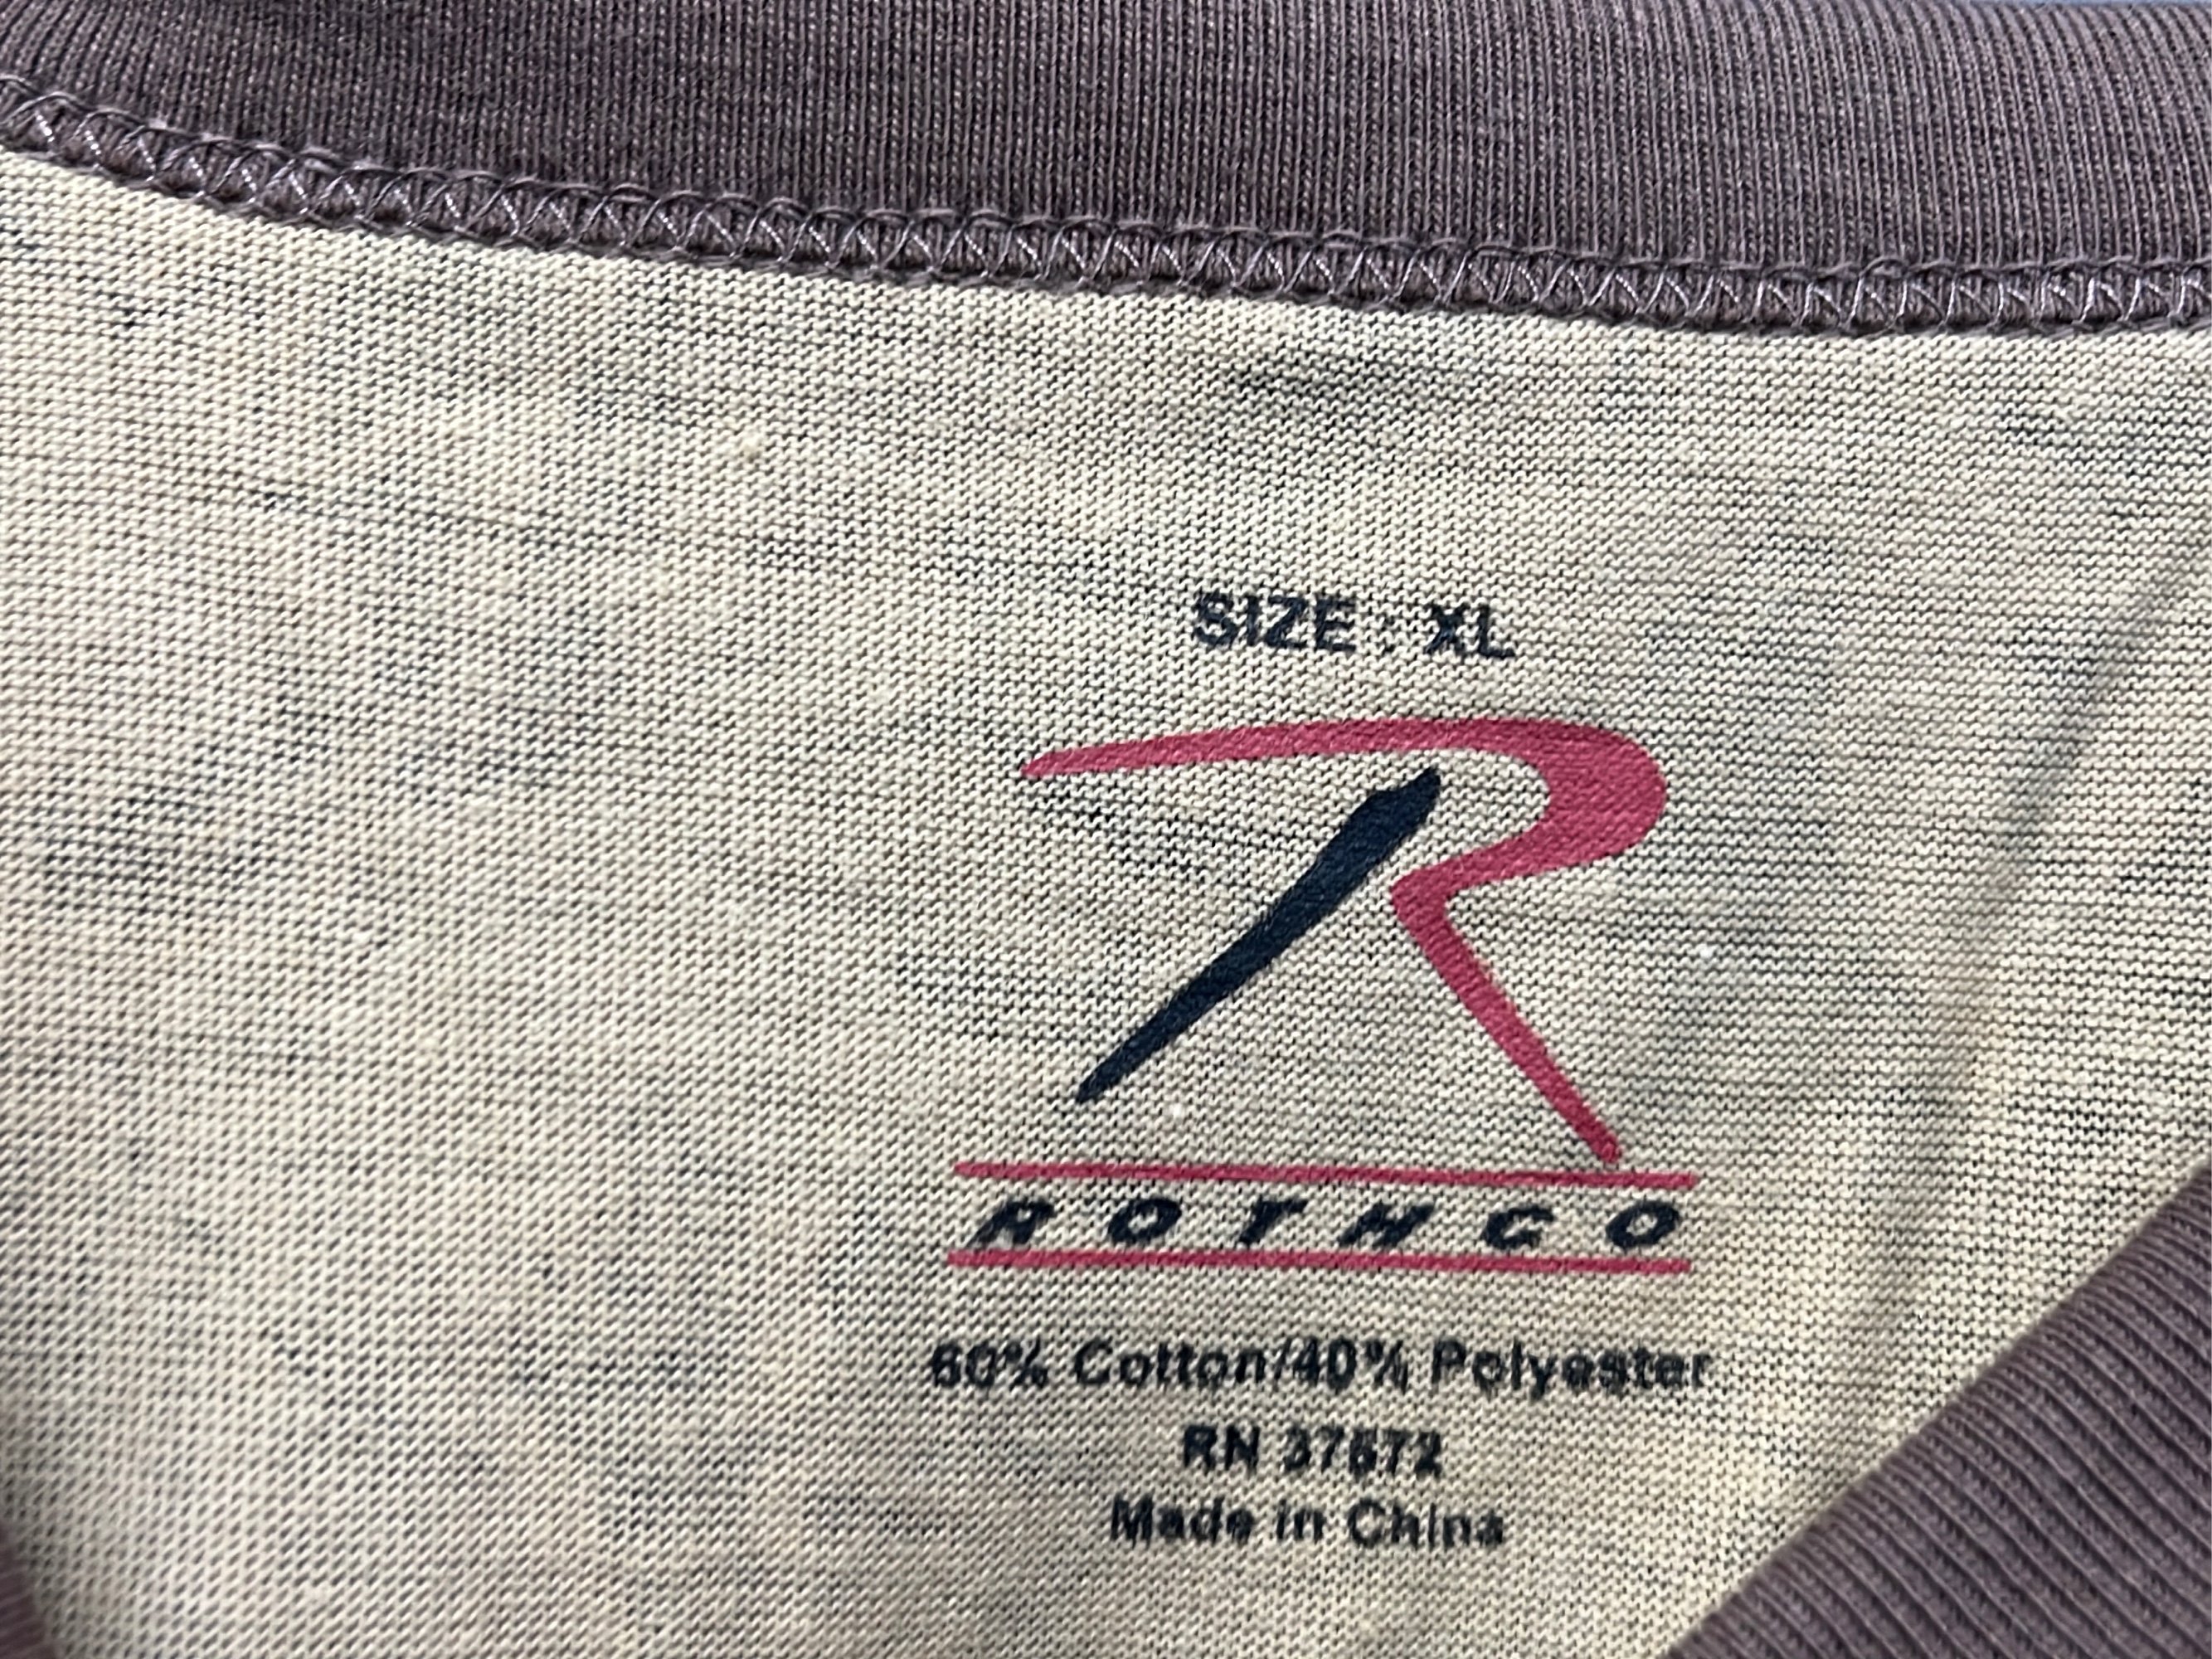 SIZE : XL
R
ROTHCO
60% Cotton/40% Polyester
RN 37572
Made in China